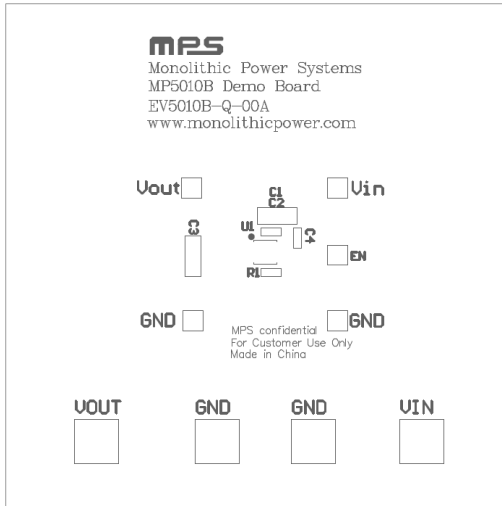 mps
Monolithic Power Systems
MP5010B Demo Board
EV5010B-Q-00A
www.monolithicpower.com
Vout
C1
Vin
C2
C3
U1
C4
EN
R1
GND
GND
MPS confidential
For Customer Use Only
Made in China
VOUT
GND
GND
VIN